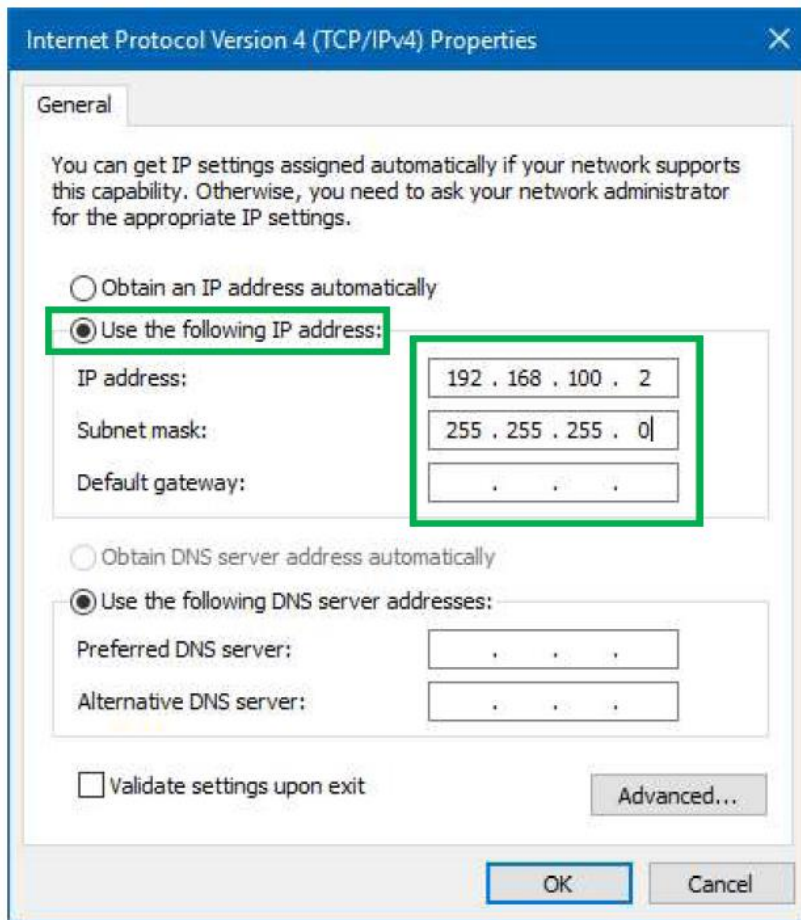 Internet Protocol Version 4 (TCP/IPv4) Properties
General
You can get IP settings assigned automatically if your network supports
this capability. Otherwise, you need to ask your network administrator
for the appropriate IP settings.
Obtain an IP address automatically
Use the following IP address:
IP address: 192 . 168 . 100 . 2
Subnet mask: 255 . 255 . 255 . 0
Default gateway: . . .
Obtain DNS server address automatically
Use the following DNS server addresses:
Preferred DNS server: . . .
Alternative DNS server: . . .
Validate settings upon exit
Advanced...
OK Cancel